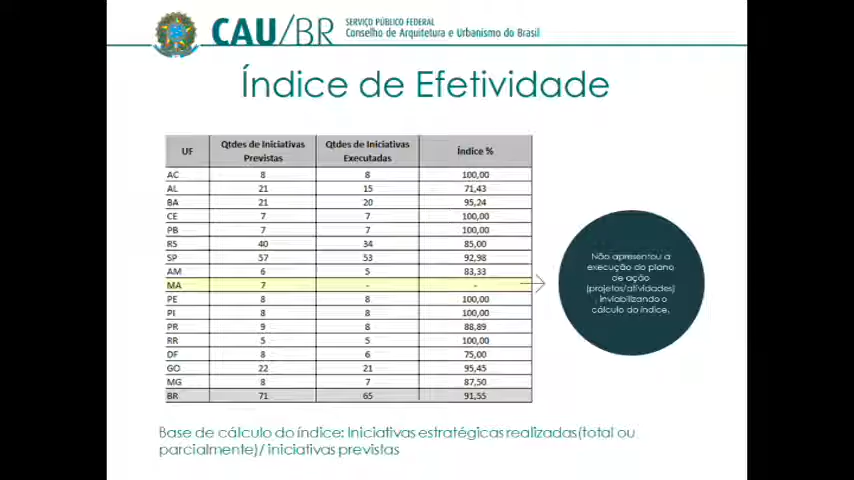 CAU/BR
SERVIÇO PÚBLICO FEDERAL
Conselho de Arquitetura e Urbanismo do Brasil
Índice de Efetividade
UF Qtdes de Iniciativas Previstas Qtdes de Iniciativas Executadas Índice %
AC 8 8 100,00
AL 21 15 71,43
BA 21 20 95,24
CE 7 7 100,00
PB 7 7 100,00
RS 40 34 85,00
SP 57 53 92,98
AM 6 5 83,33
MA 7 - -
PE 8 8 100,00
PI 8 8 100,00
PR 9 8 88,89
RR 5 5 100,00
DF 8 6 75,00
GO 22 21 95,45
MG 8 7 87,50
BR 71 65 91,55
Não apresentou a
execução do plano
de ação
(projetos/atividades)
, inviabilizando o
cálculo do índice.
Base de cálculo do índice: Iniciativas estratégicas realizadas(total ou
parcialmente)/ iniciativas previstas